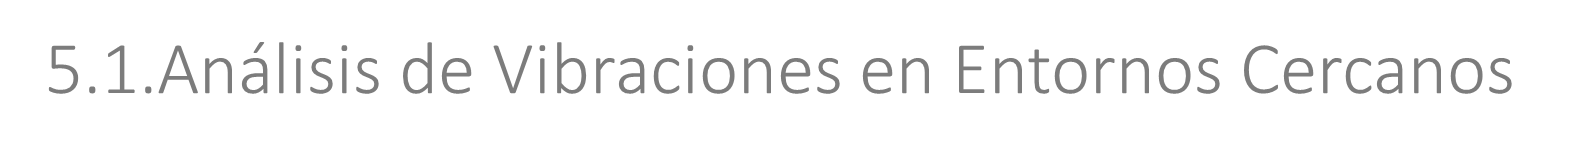 5.1.Análisis de Vibraciones en Entornos Cercanos